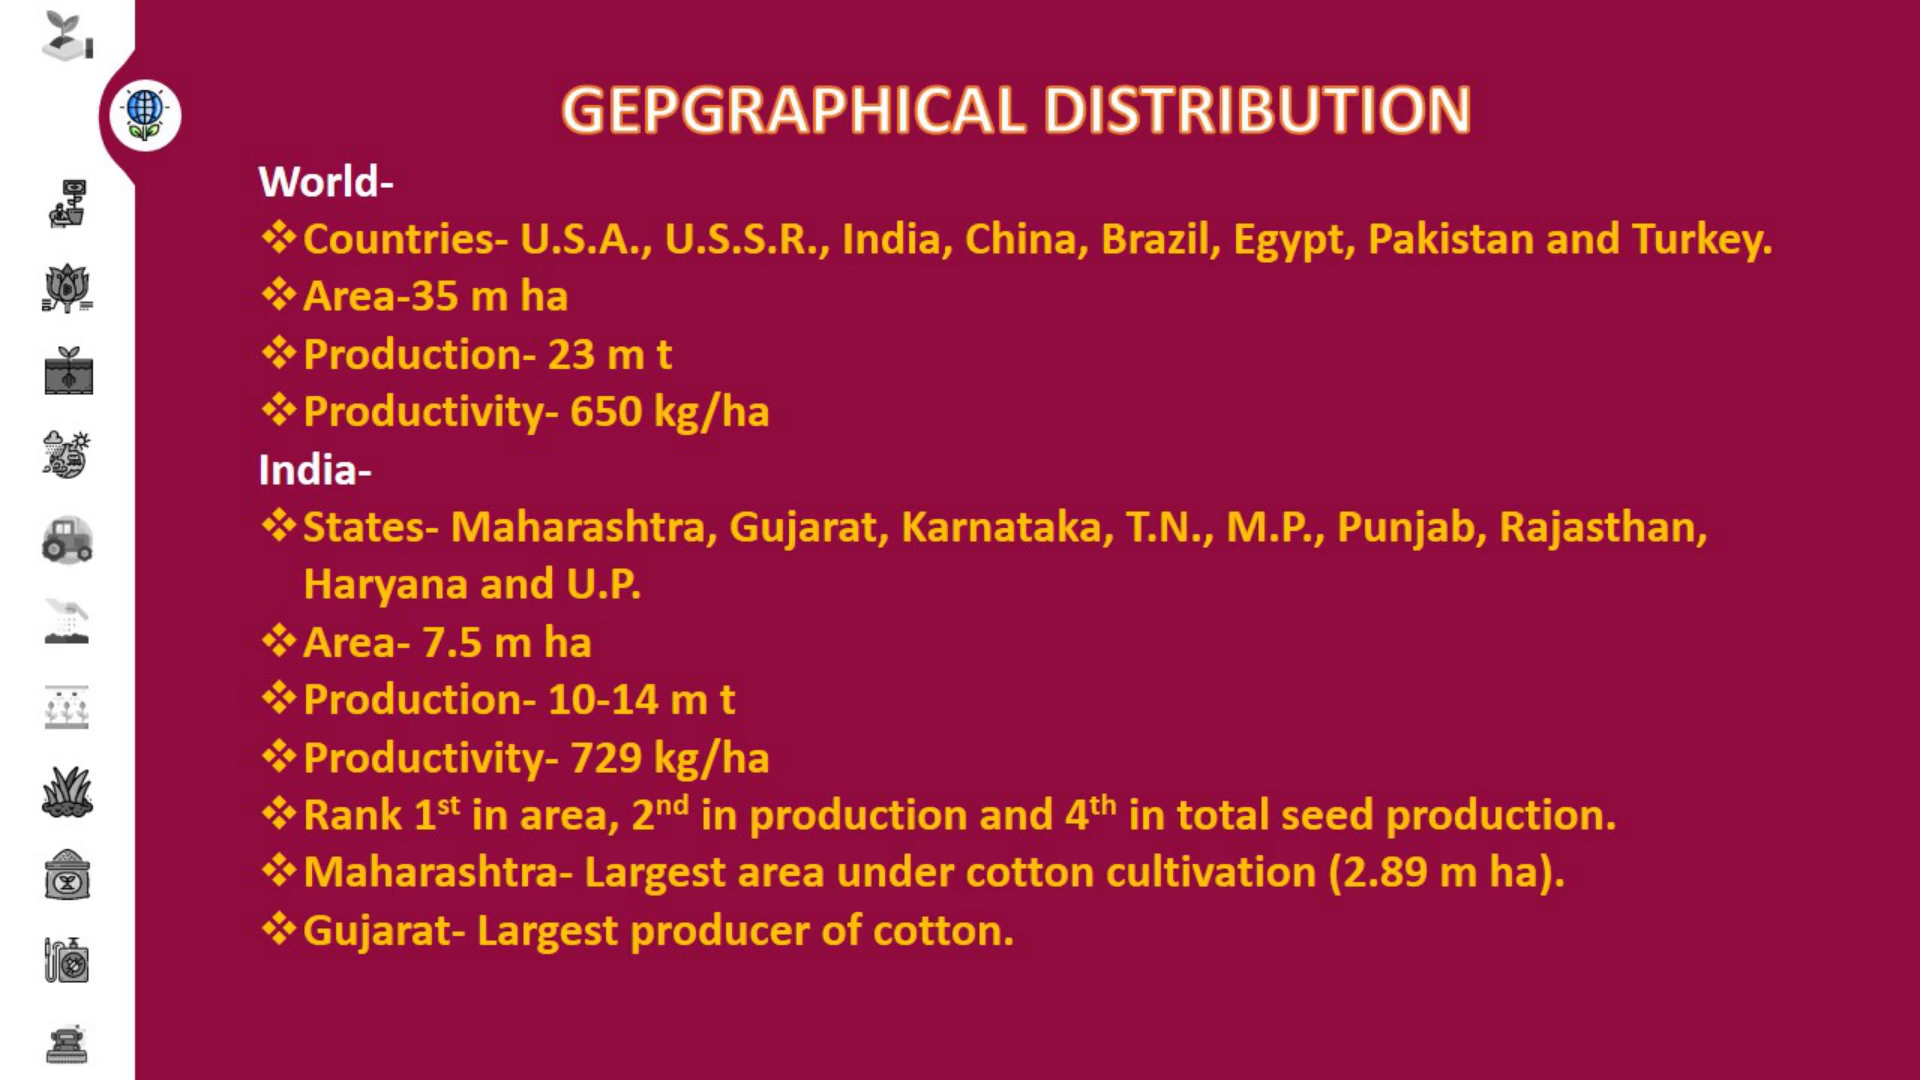 GEPGRAPHICAL DISTRIBUTION
World-
❖Countries- U.S.A., U.S.S.R., India, China, Brazil, Egypt, Pakistan and Turkey.
❖Area-35 m ha
❖Production- 23 m t
❖Productivity- 650 kg/ha
India-
❖States- Maharashtra, Gujarat, Karnataka, T.N., M.P., Punjab, Rajasthan,
Haryana and U.P.
❖Area- 7.5 m ha
❖Production- 10-14 m t
❖Productivity- 729 kg/ha
❖Rank 1st in area, 2nd in production and 4th in total seed production.
❖Maharashtra- Largest area under cotton cultivation (2.89 m ha).
❖Gujarat- Largest producer of cotton.